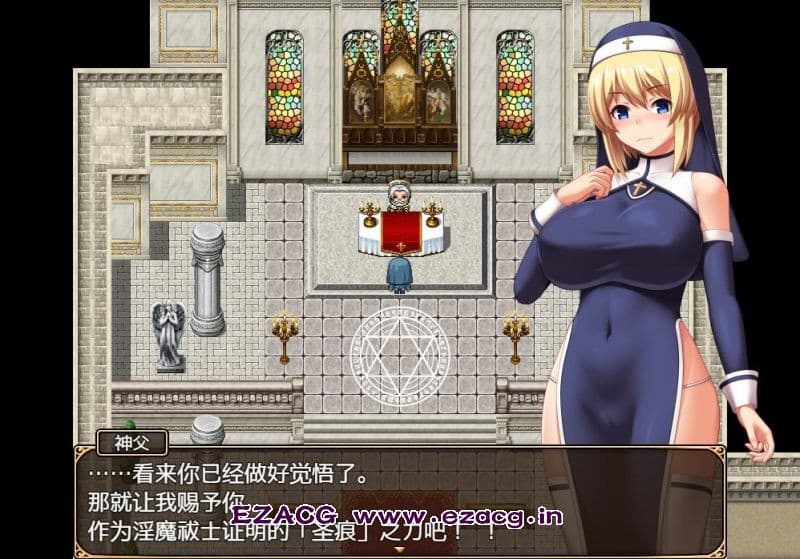 神父
……看来你已经做好觉悟了。
那就让我赐予你
EZACG www.ezacg.in
作为淫魔祓士证明的「圣痕」之力吧！！